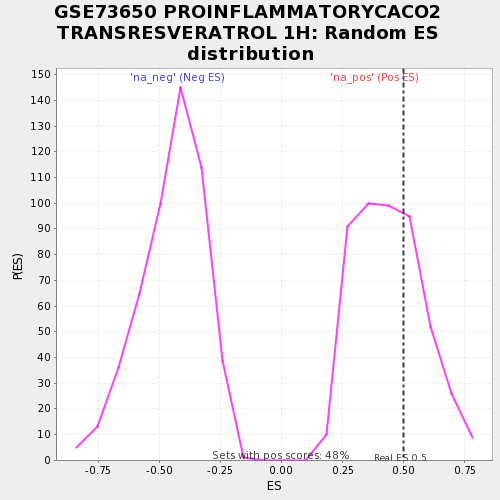 GSE73650 PROINFLAMMATORYCACO2
TRANSRESVERATROL 1H: Random ES
distribution
'na_neg' (Neg ES)
'na_pos' (Pos ES)
150
140
130
120
110
100
90
80
70
60
50
40
30
20
10
0
P(ES)
Sets with pos scores: 48%
Real ES 0.5
-0.75
-0.50
-0.25
0.00
0.25
0.50
0.75
ES